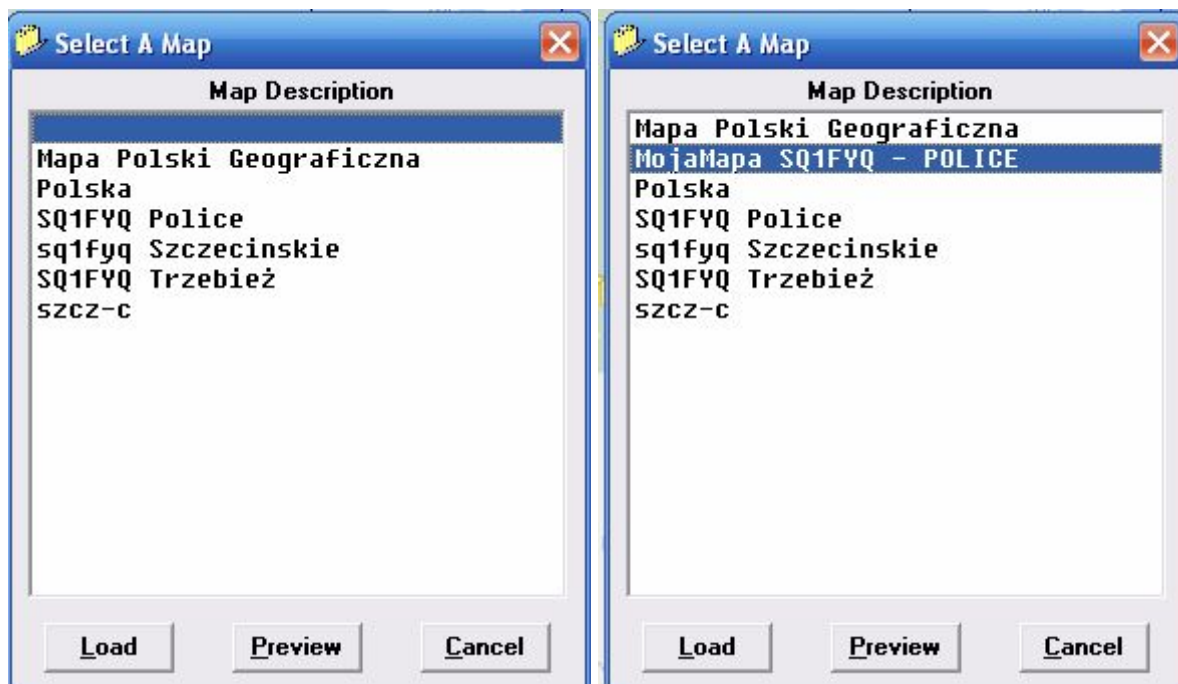 Select A Map
Map Description
Mapa Polski Geograficzna
Polska
SQ1FYQ Police
sq1fyq Szczecinskie
SQ1FYQ Trzebież
szcz-c
Load Preview Cancel
Select A Map
Map Description
Mapa Polski Geograficzna
MojaMapa SQ1FYQ - POLICE
Polska
SQ1FYQ Police
sq1fyq Szczecinskie
SQ1FYQ Trzebież
szcz-c
Load Preview Cancel